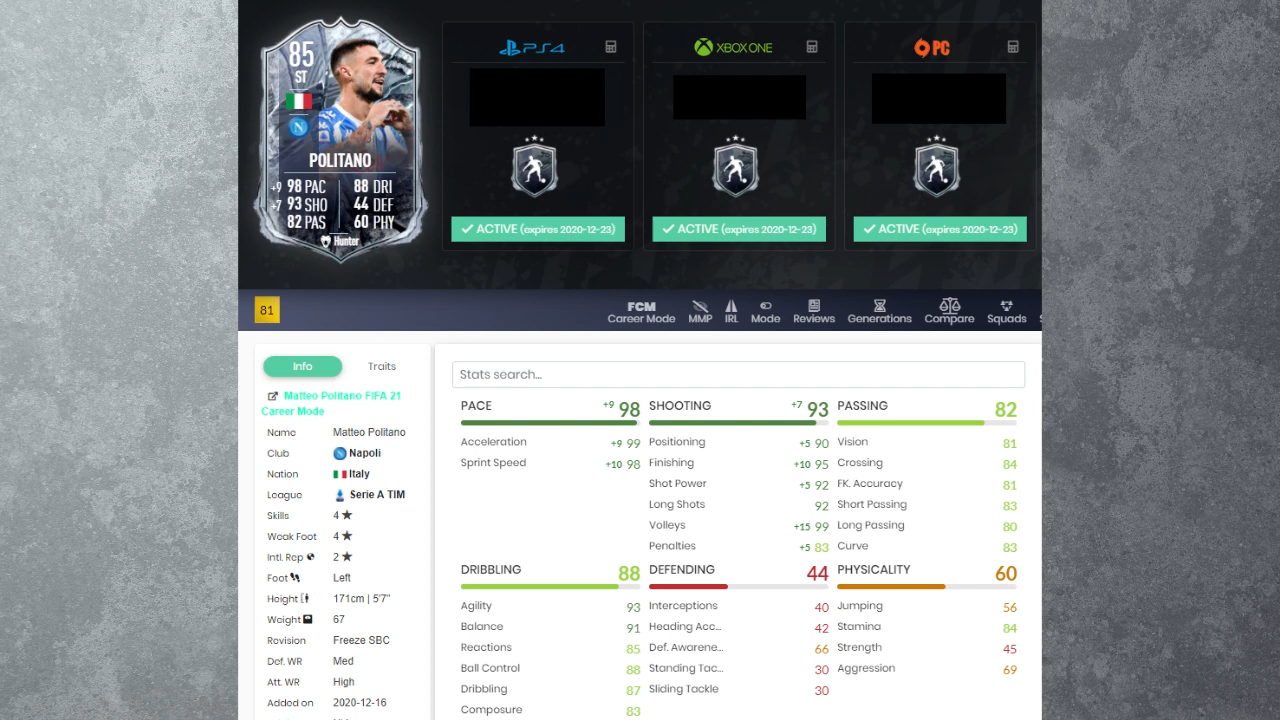 85
ST
POLITANO
+9 98 PAC 88 DRI
+7 93 SHO 44 DEF
82 PAS 60 PHY
Hunter
PS4
XBOX ONE
PC
ACTIVE (expires 2020-12-23)
ACTIVE (expires 2020-12-23)
ACTIVE (expires 2020-12-23)
81
FCM
Career Mode
MMP
IRL
Mode
Reviews
Generations
Compare
Squads
Info
Traits
Matteo Politano FIFA 21
Career Mode
Name Matteo Politano
Club Napoli
Nation Italy
League Serie A TIM
Skills 4★
Weak Foot 4★
Intl. Rep 2★
Foot Left
Height 171cm | 5'7"
Weight 67
Revision Freeze SBC
Def. WR Med
Att. WR High
Added on 2020-12-16
Stats search...
PACE +9 98
Acceleration +9 99
Sprint Speed +10 98
SHOOTING +7 93
Positioning +5 90
Finishing +10 95
Shot Power +5 92
Long Shots 92
Volleys +15 99
Penalties +5 83
PASSING 82
Vision 81
Crossing 84
FK. Accuracy 81
Short Passing 83
Long Passing 80
Curve 83
DRIBBLING 88
Agility 93
Balance 91
Reactions 85
Ball Control 88
Dribbling 87
Composure 83
DEFENDING 44
Interceptions 40
Heading Acc... 42
Def. Awarene... 66
Standing Tac... 30
Sliding Tackle 30
PHYSICALITY 60
Jumping 56
Stamina 84
Strength 45
Aggression 69